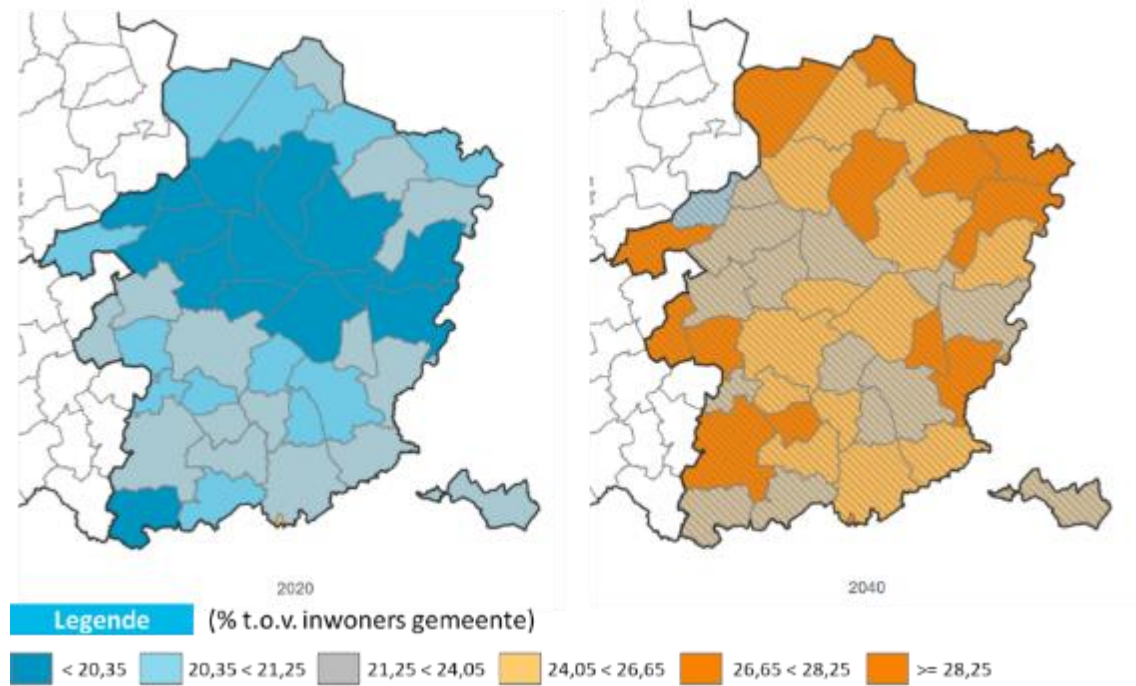 2020
2040
Legende (% t.o.v. inwoners gemeente)
< 20,35 20,35 < 21,25 21,25 < 24,05 24,05 < 26,65 26,65 < 28,25 >= 28,25